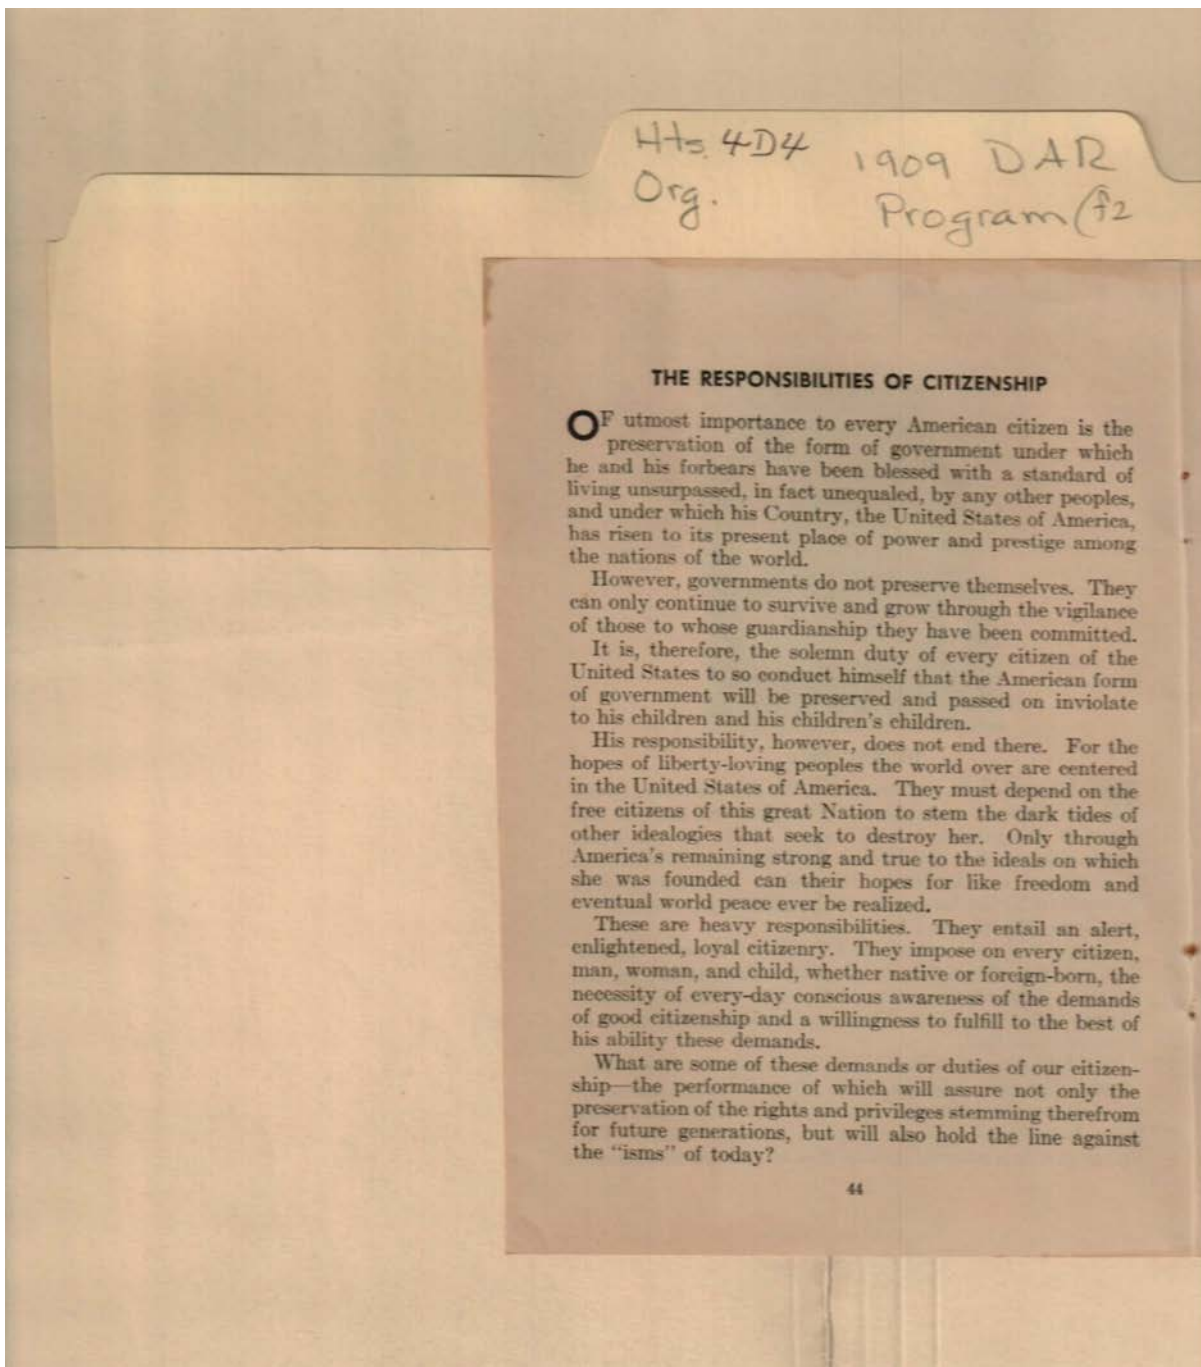 Hts. 4D4 1909 DAR
Org. Program (f2
THE RESPONSIBILITIES OF CITIZENSHIP
OF utmost importance to every American citizen is the
preservation of the form of government under which
he and his forbears have been blessed with a standard of
living unsurpassed, in fact unequaled, by any other peoples,
and under which his Country, the United States of America,
has risen to its present place of power and prestige among
the nations of the world.
However, governments do not preserve themselves. They
can only continue to survive and grow through the vigilance
of those to whose guardianship they have been committed.
It is, therefore, the solemn duty of every citizen of the
United States to so conduct himself that the American form
of government will be preserved and passed on inviolate
to his children and his children's children.
His responsibility, however, does not end there. For the
hopes of liberty-loving peoples the world over are centered
in the United States of America. They must depend on the
free citizens of this great Nation to stem the dark tides of
other idealogies that seek to destroy her. Only through
America's remaining strong and true to the ideals on which
she was founded can their hopes for like freedom and
eventual world peace ever be realized.
These are heavy responsibilities. They entail an alert,
enlightened, loyal citizenry. They impose on every citizen,
man, woman, and child, whether native or foreign-born, the
necessity of every-day conscious awareness of the demands
of good citizenship and a willingness to fulfill to the best of
his ability these demands.
What are some of these demands or duties of our citizen-
ship—the performance of which will assure not only the
preservation of the rights and privileges stemming therefrom
for future generations, but will also hold the line against
the "isms" of today?
44